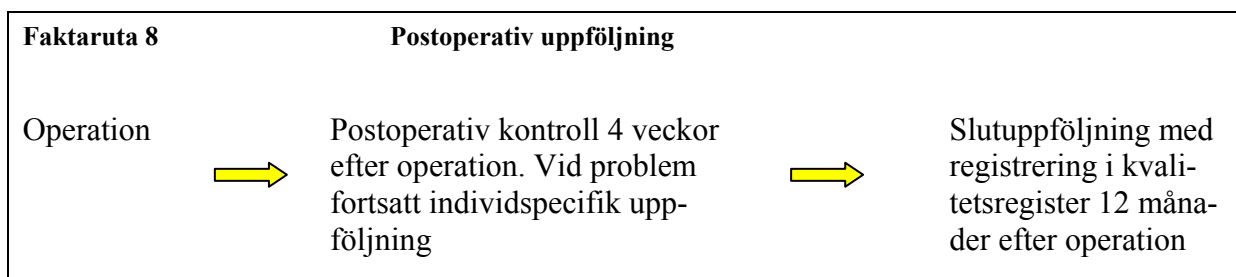 Faktaruta 8 Postoperativ uppföljning
Operation
Postoperativ kontroll 4 veckor
efter operation. Vid problem
fortsatt individspecifik upp-
följning
Slutuppföljning med
registrering i kvali-
tetsregister 12 måna-
der efter operation